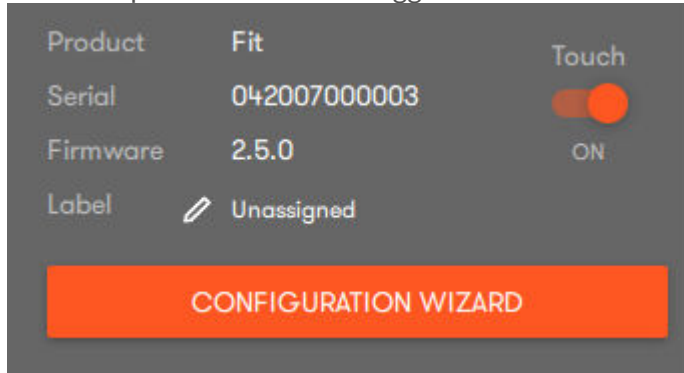 Product Fit
Touch
Serial 042007000003
Firmware 2.5.0
ON
Label Unassigned
CONFIGURATION WIZARD